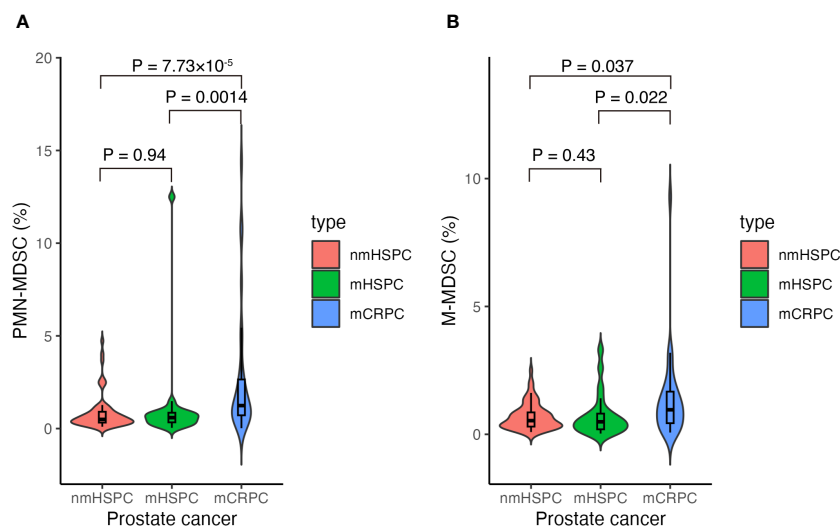 A
PMN-MDSC (%)
20
15
10
5
0
P = 7.73×10⁻⁵
P = 0.0014
P = 0.94
nmHSPC mHSPC mCRPC
Prostate cancer
type
nmHSPC
mHSPC
mCRPC
B
M-MDSC (%)
10
5
0
P = 0.037
P = 0.022
P = 0.43
nmHSPC mHSPC mCRPC
Prostate cancer
type
nmHSPC
mHSPC
mCRPC